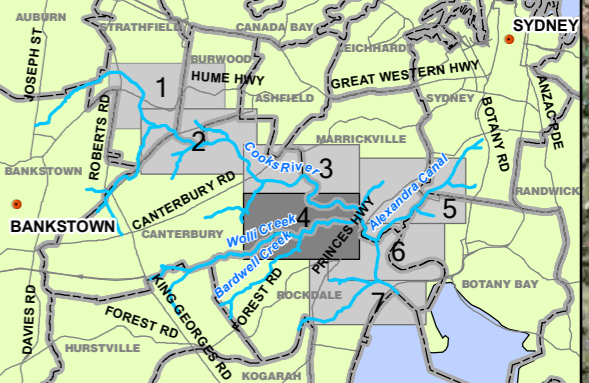 AUBURN
STRATHFIELD
CANADA BAY
SYDNEY
JOSEPH ST
BURWOOD
LEICHHARDT
HUME HWY
GREAT WESTERN HWY
1
ASHFIELD
SYDNEY
ANZAC PDE
ROBERTS RD
BOTANY RD
2
MARRICKVILLE
Cooks River
3
BANKSTOWN
CANTERBURY RD
Alexandra Canal
RANDWICK
BANKSTOWN
CANTERBURY
Wolli Creek
4
5
Bardwell Creek
PRINCES HWY
6
KING GEORGES RD
FOREST RD
ROCKDALE
7
BOTANY BAY
DAVIES RD
FOREST RD
HURSTVILLE
KOGARAH